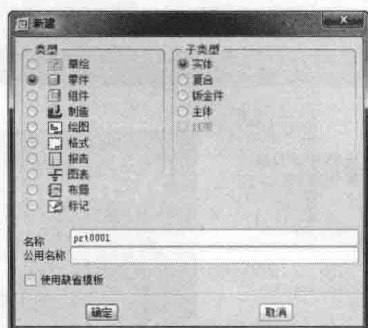 新建
类型
草绘
零件
组件
制造
绘图
格式
报告
图表
布局
标记
子类型
实体
复合
钣金件
主体
线束
名称 prt0001
公用名称
使用缺省模板
确定 取消